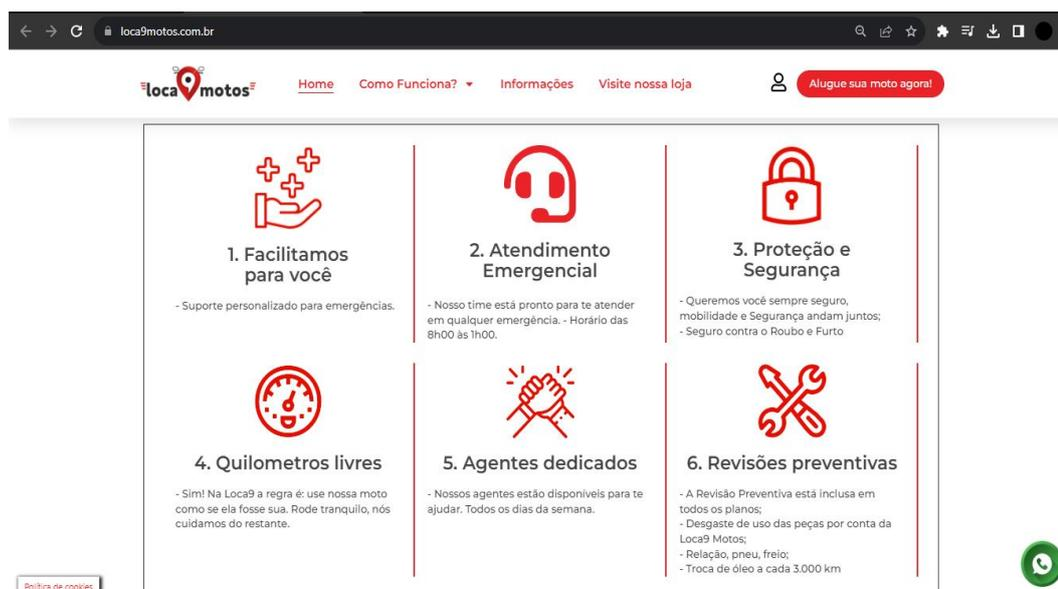 loca9motos.com.br
loca9motos
Home
Como Funciona?
Informações
Visite nossa loja
Alugue sua moto agora!
1. Facilitamos
para você
- Suporte personalizado para emergências.
2. Atendimento
Emergencial
- Nosso time está pronto para te atender
em qualquer emergência. - Horário das
8h00 às 1h00.
3. Proteção e
Segurança
- Queremos você sempre seguro,
mobilidade e Segurança andam juntos;
- Seguro contra o Roubo e Furto
4. Quilometros livres
- Sim! Na Loca9 a regra é: use nossa moto
como se ela fosse sua. Rode tranquilo, nós
cuidamos do restante.
5. Agentes dedicados
- Nossos agentes estão disponíveis para te
ajudar. Todos os dias da semana.
6. Revisões preventivas
- A Revisão Preventiva está inclusa em
todos os planos;
- Desgaste de uso das peças por conta da
Loca9 Motos;
- Relação, pneu, freio;
- Troca de óleo a cada 3.000 km
Política de cookies